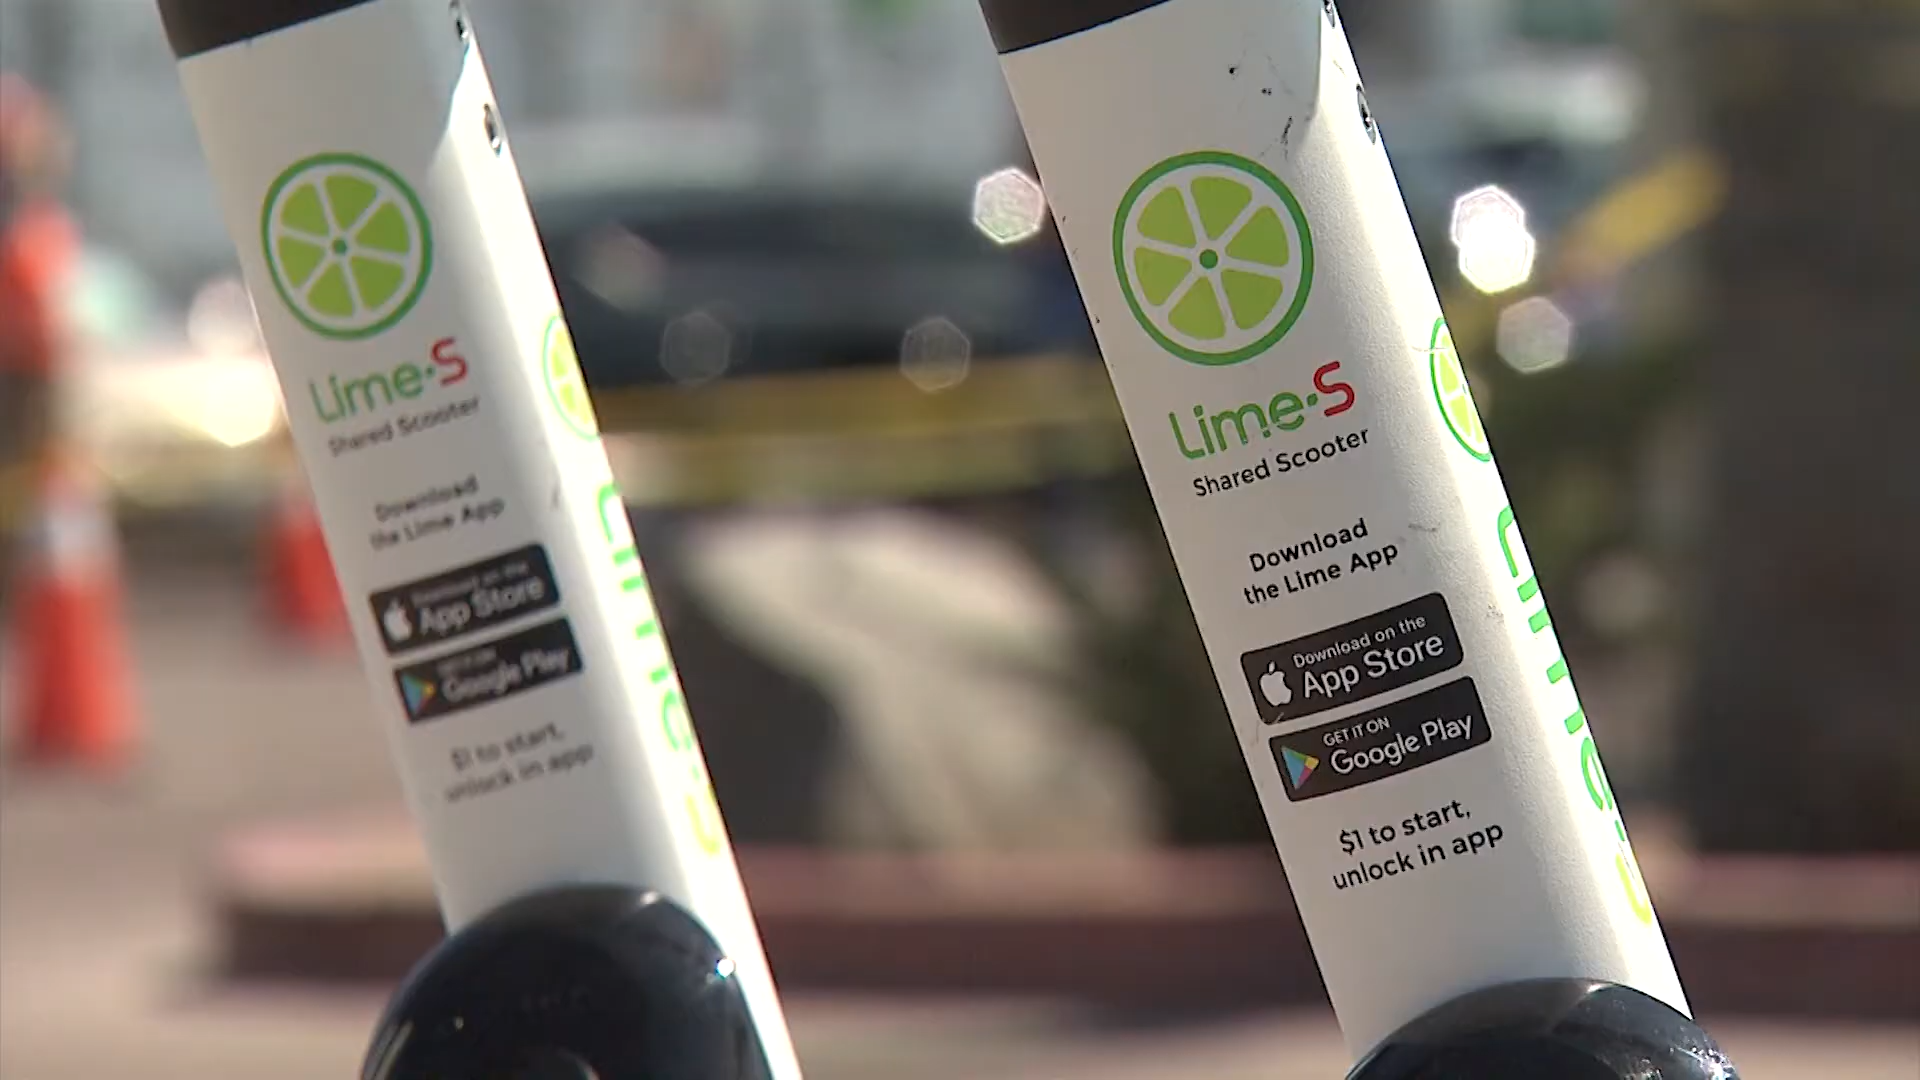 Lime·S
Shared Scooter
Download
the Lime App
Download on the
App Store
GET IT ON
Google Play
$1 to start,
unlock in app
Lime-S
Lime·S
Shared Scooter
Download
the Lime App
Download on the
App Store
GET IT ON
Google Play
$1 to start,
unlock in app
Lime-S